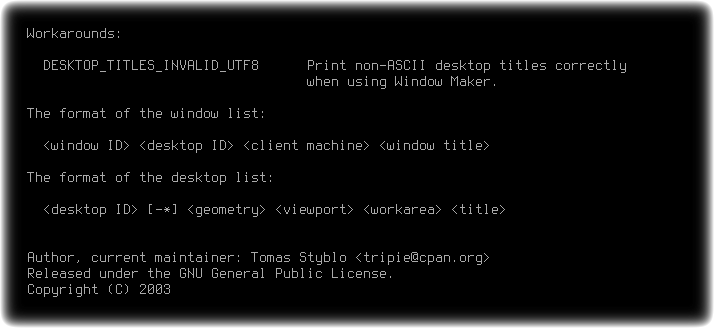 Workarounds:
DESKTOP_TITLES_INVALID_UTF8 Print non-ASCII desktop titles correctly
when using Window Maker.
The format of the window list:
<window ID> <desktop ID> <client machine> <window title>
The format of the desktop list:
<desktop ID> [-*] <geometry> <viewport> <workarea> <title>
Author, current maintainer: Tomas Styblo <tripie@cpan.org>
Released under the GNU General Public License.
Copyright (C) 2003